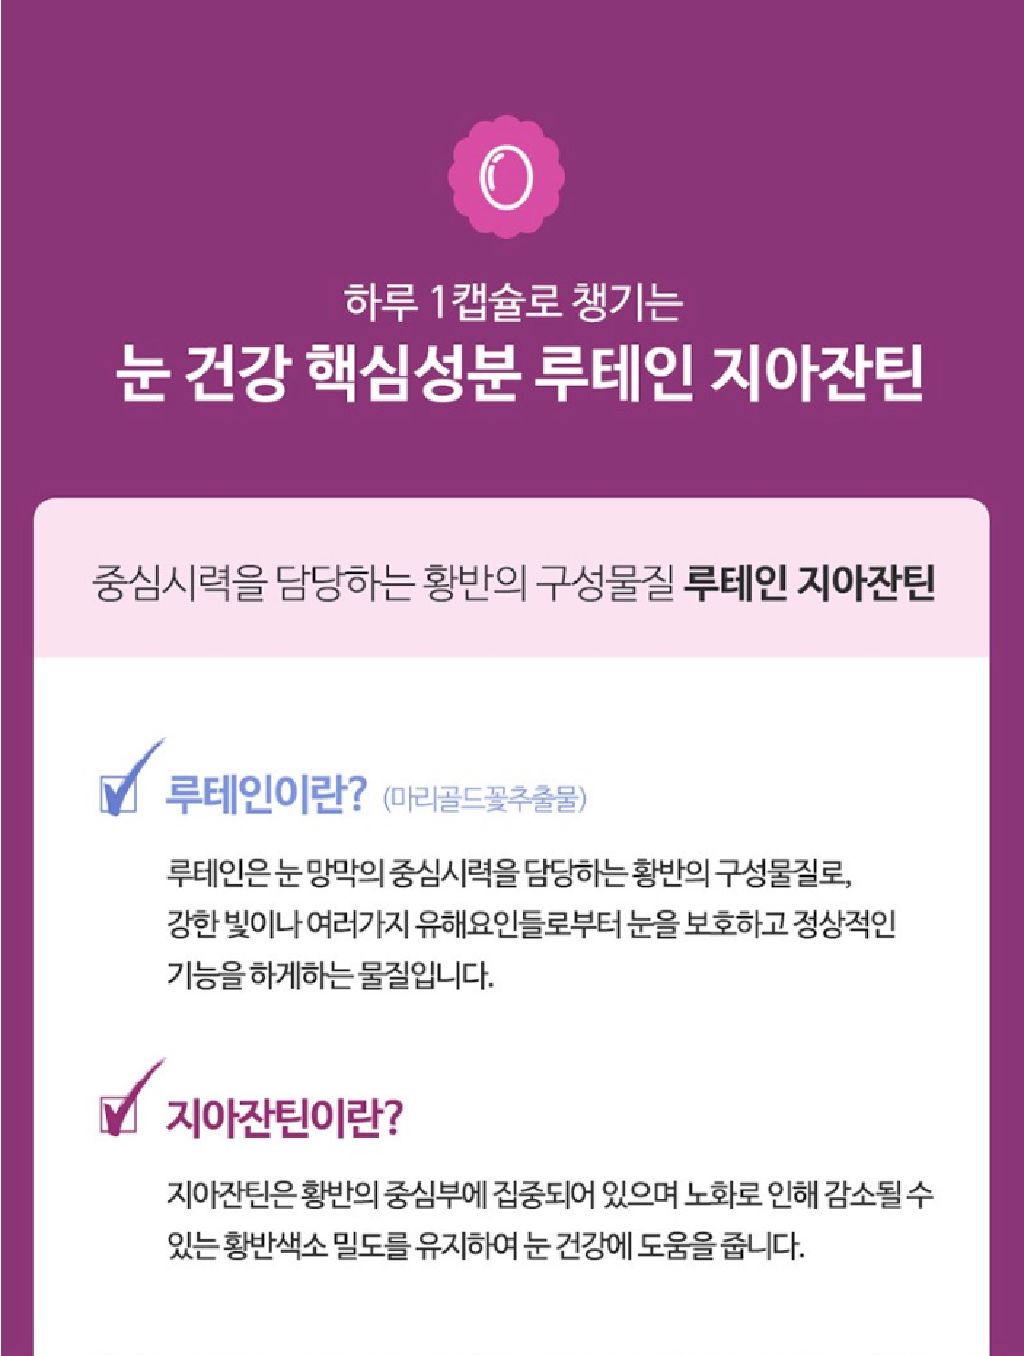 하루 1캡슐로 챙기는
눈 건강 핵심성분 루테인 지아잔틴
중심시력을 담당하는 황반의 구성물질 루테인 지아잔틴
루테인이란? (마리골드꽃추출물)
루테인은 눈 망막의 중심시력을 담당하는 황반의 구성물질로,
강한 빛이나 여러가지 유해요인들로부터 눈을 보호하고 정상적인
기능을 하게하는 물질입니다.
지아잔틴이란?
지아잔틴은 황반의 중심부에 집중되어 있으며 노화로 인해 감소될 수
있는 황반색소 밀도를 유지하여 눈 건강에 도움을 줍니다.